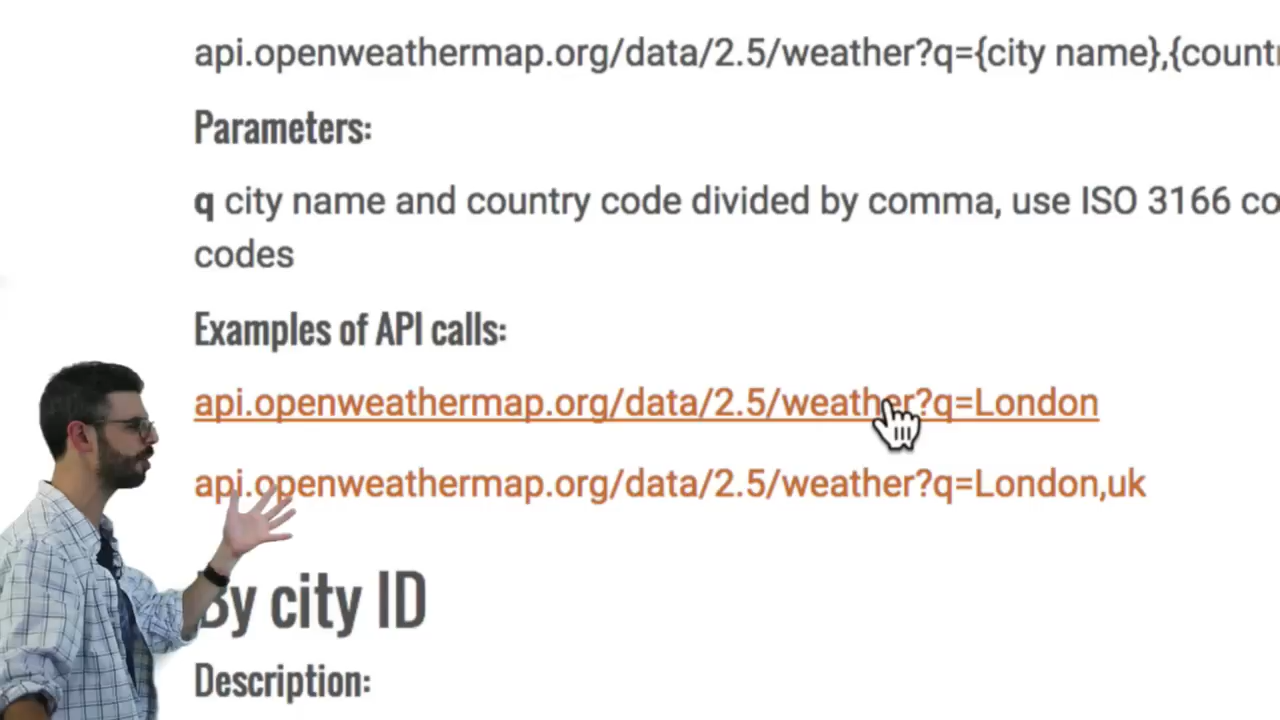 api.openweathermap.org/data/2.5/weather?q={city name},{countr
Parameters:
q city name and country code divided by comma, use ISO 3166 co
codes
Examples of API calls:
api.openweathermap.org/data/2.5/weather?q=London
api.openweathermap.org/data/2.5/weather?q=London,uk
By city ID
Description: